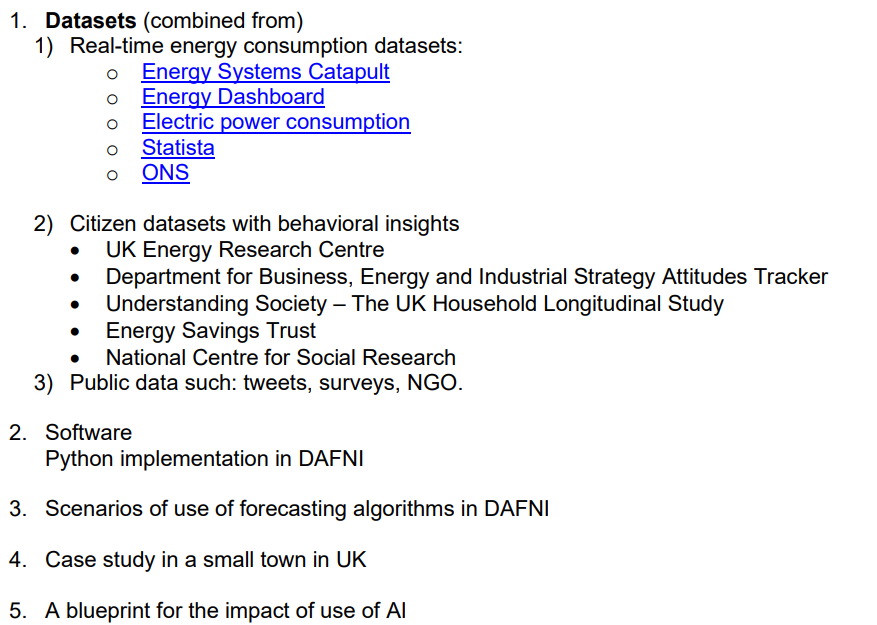 1. Datasets (combined from)
1) Real-time energy consumption datasets:
○ Energy Systems Catapult
○ Energy Dashboard
○ Electric power consumption
○ Statista
○ ONS
2) Citizen datasets with behavioral insights
• UK Energy Research Centre
• Department for Business, Energy and Industrial Strategy Attitudes Tracker
• Understanding Society – The UK Household Longitudinal Study
• Energy Savings Trust
• National Centre for Social Research
3) Public data such: tweets, surveys, NGO.
2. Software
Python implementation in DAFNI
3. Scenarios of use of forecasting algorithms in DAFNI
4. Case study in a small town in UK
5. A blueprint for the impact of use of AI